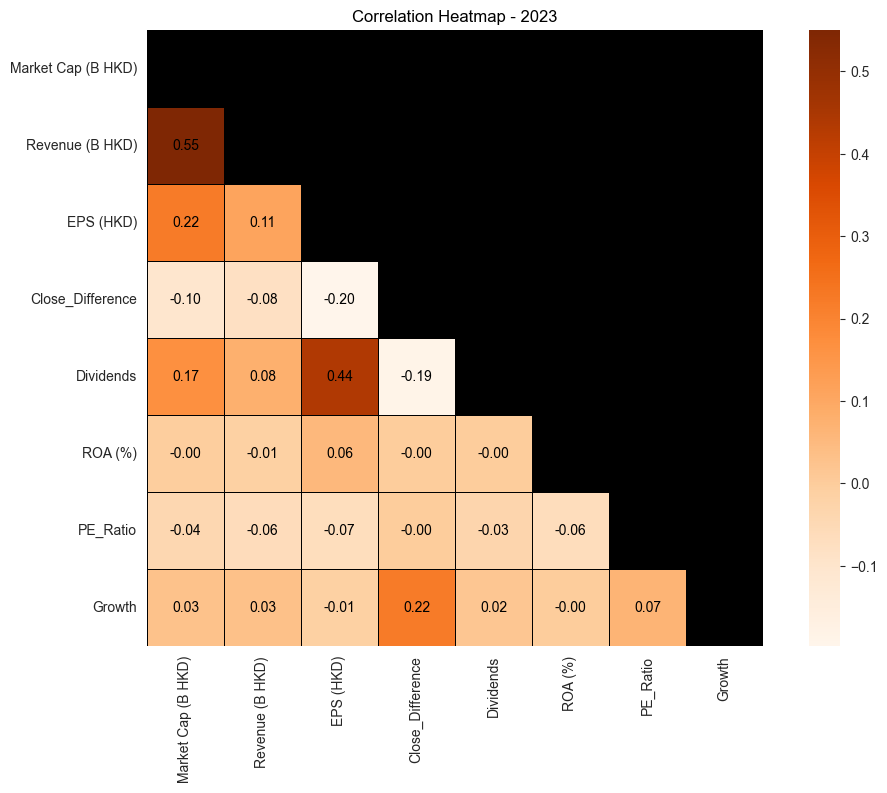 Correlation Heatmap - 2023
Market Cap (B HKD)
Revenue (B HKD) 0.55
EPS (HKD) 0.22 0.11
Close_Difference -0.10 -0.08 -0.20
Dividends 0.17 0.08 0.44 -0.19
ROA (%) -0.00 -0.01 0.06 -0.00 -0.00
PE_Ratio -0.04 -0.06 -0.07 -0.00 -0.03 -0.06
Growth 0.03 0.03 -0.01 0.22 0.02 -0.00 0.07
Market Cap (B HKD)
Revenue (B HKD)
EPS (HKD)
Close_Difference
Dividends
ROA (%)
PE_Ratio
Growth
0.5
0.4
0.3
0.2
0.1
0.0
−0.1